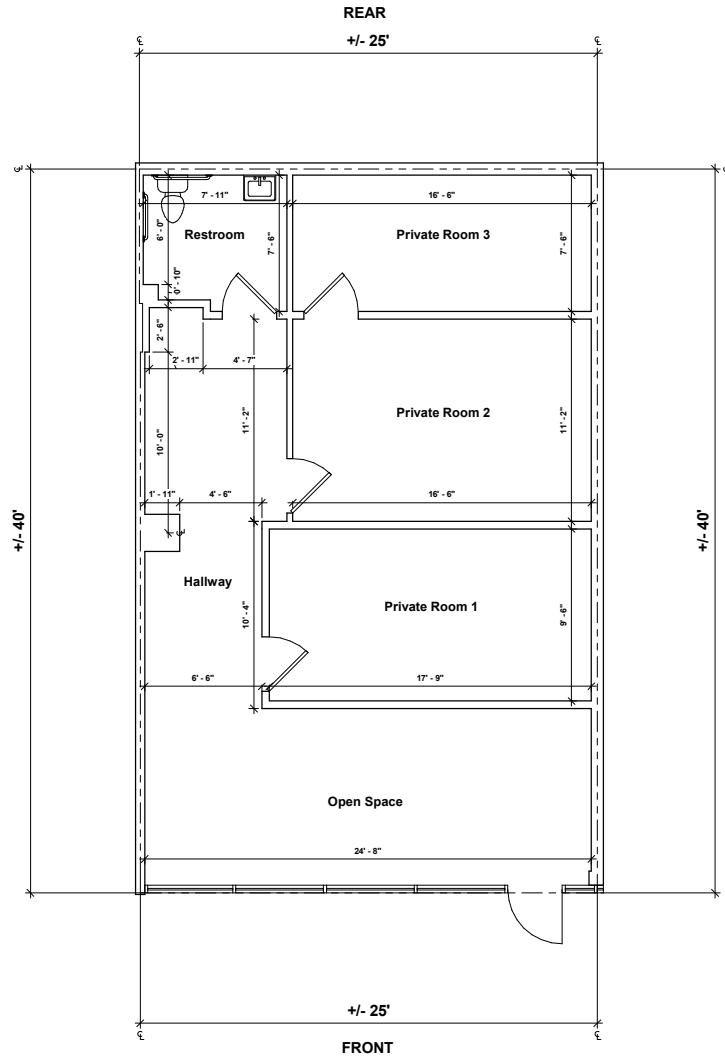 REAR
℄
+/- 25'
℄
℄
℄
7' - 11"
16' - 6"
6' - 0"
Restroom
7' - 6"
Private Room 3
7' - 6"
0' - 10"
2' - 6"
2' - 11"
4' - 7"
11' - 2"
Private Room 2
11' - 2"
10' - 0"
1' - 11"
4' - 6"
16' - 6"
℄
+/- 40'
+/- 40'
Hallway
10' - 4"
Private Room 1
9' - 6"
6' - 6"
17' - 9"
Open Space
24' - 8"
+/- 25'
℄
℄
FRONT